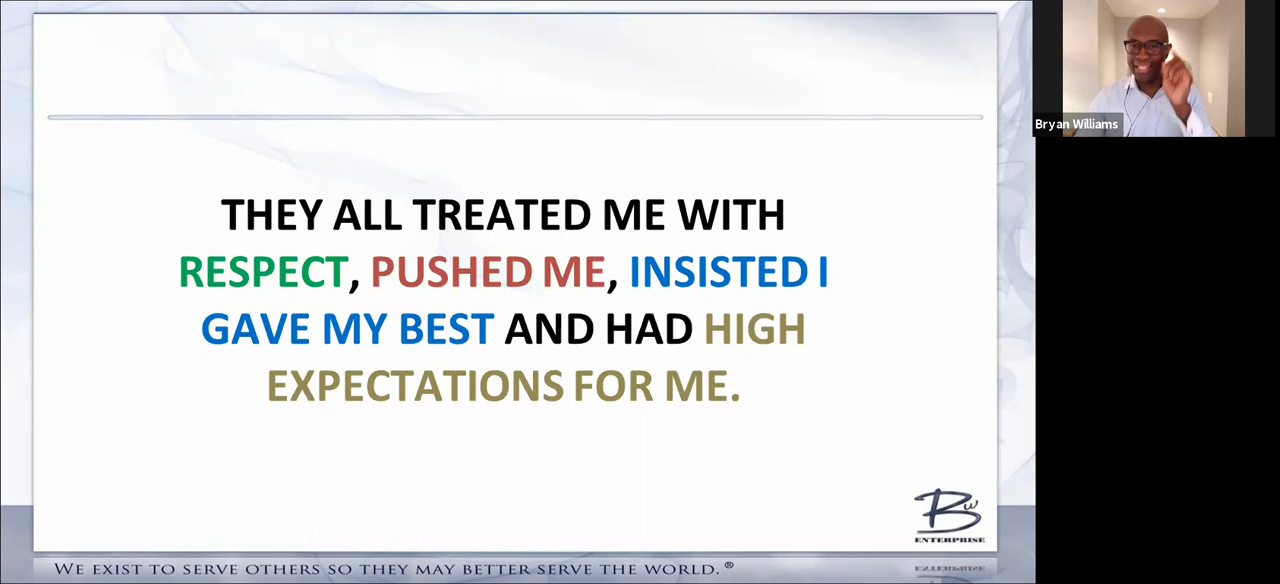 THEY ALL TREATED ME WITH
RESPECT, PUSHED ME, INSISTED I
GAVE MY BEST AND HAD HIGH
EXPECTATIONS FOR ME.
BW
ENTERPRISE
WE EXIST TO SERVE OTHERS SO THEY MAY BETTER SERVE THE WORLD.®
Bryan Williams